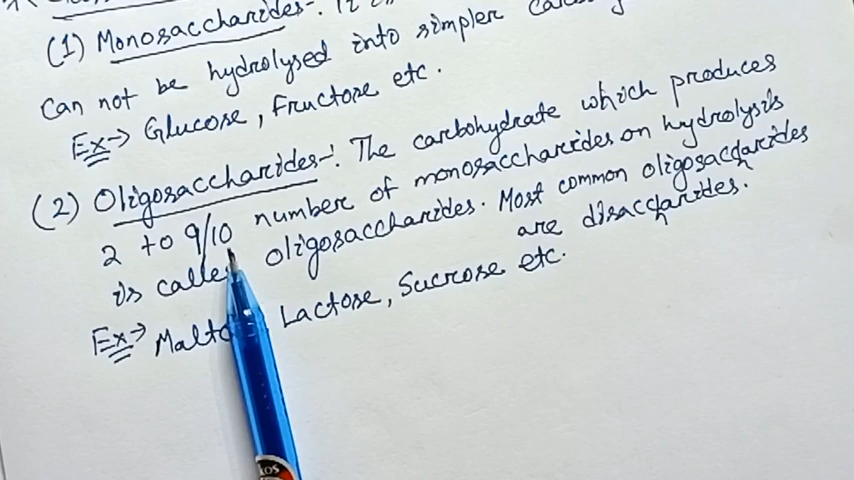 (1) Monosaccharides-:
can not be hydrolysed into simpler
Ex→ Glucose, Fructose etc.
(2) Oligosaccharides-: The carbohydrate which produces
2 to 9/10 number of monosaccharides on hydrolysis
is called oligosaccharides. Most common oligosaccharides
are disaccharides.
Ex→ Lactose, Sucrose etc.